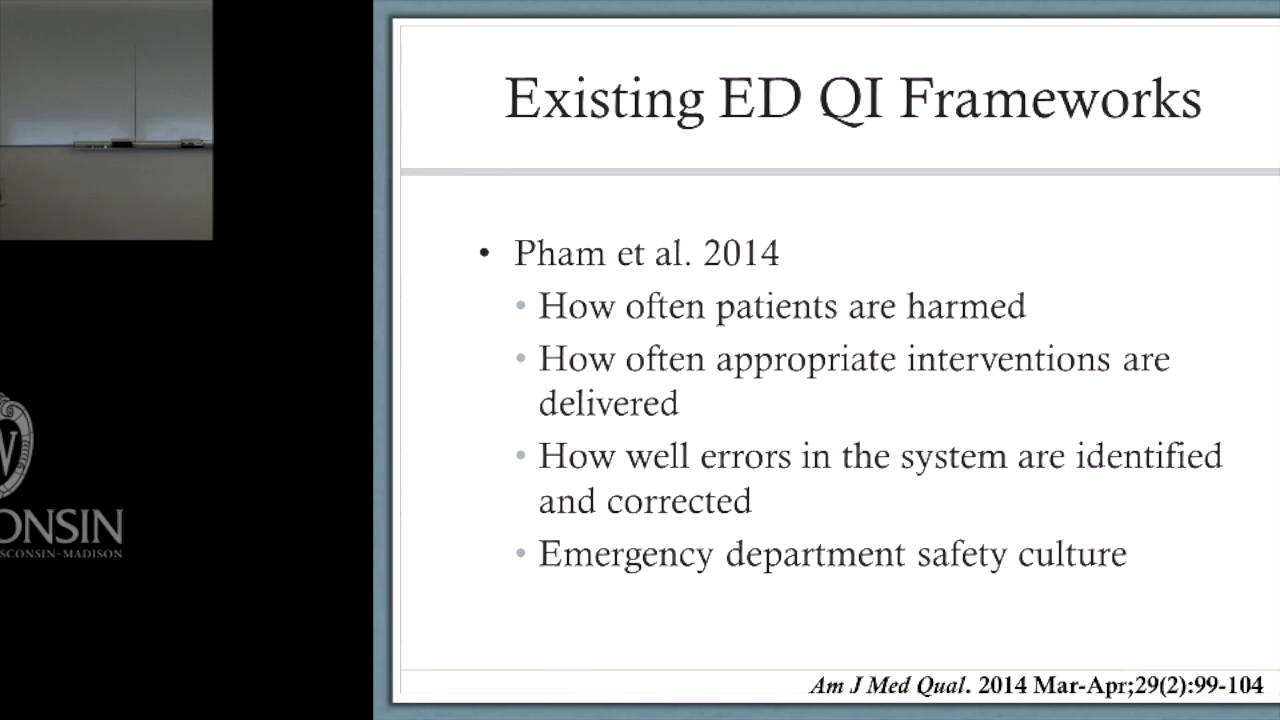 Existing ED QI Frameworks
• Pham et al. 2014
• How often patients are harmed
• How often appropriate interventions are
delivered
• How well errors in the system are identified
and corrected
• Emergency department safety culture
Am J Med Qual. 2014 Mar-Apr;29(2):99-104
W
ONSIN
SCONSIN–MADISON